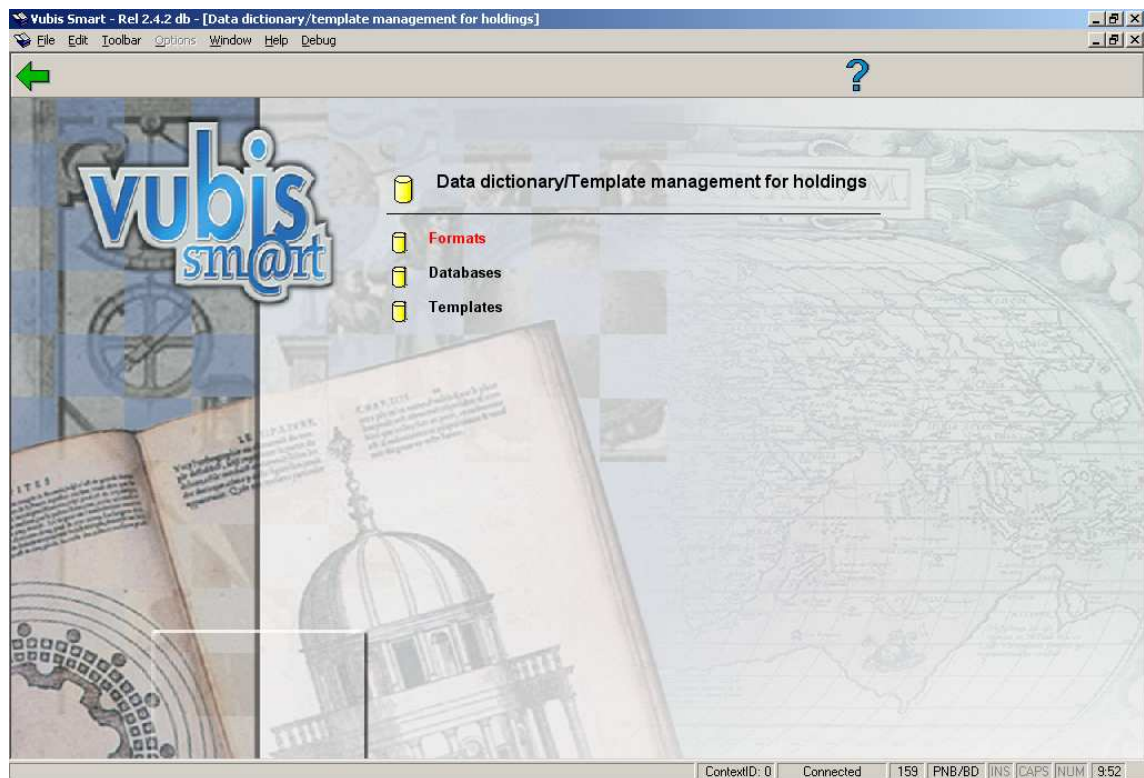 Vubis Smart - Rel 2.4.2 db - [Data dictionary/template management for holdings]
File Edit Toolbar Options Window Help Debug
?
vubis
sm@rt
Data dictionary/Template management for holdings
Formats
Databases
Templates
ContextID: 0 Connected 159 PNB/BD INS CAPS NUM 9:52